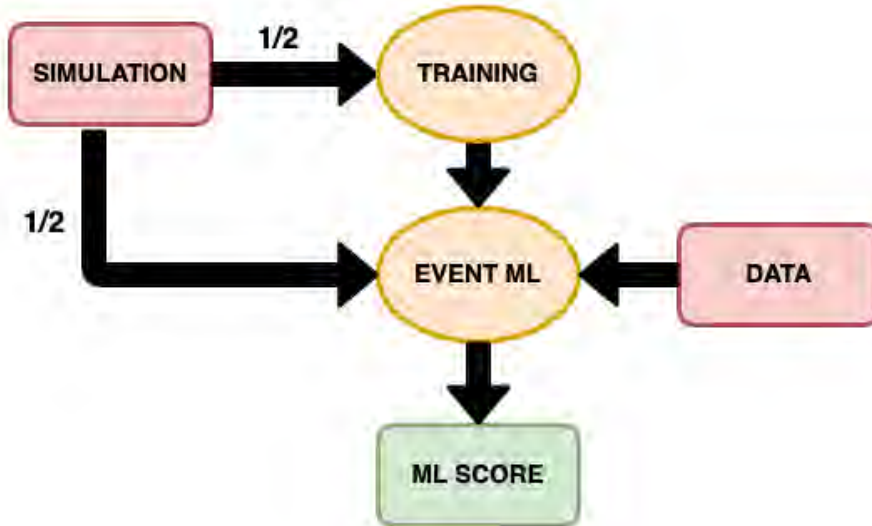 1/2
SIMULATION
TRAINING
1/2
EVENT ML
DATA
ML SCORE